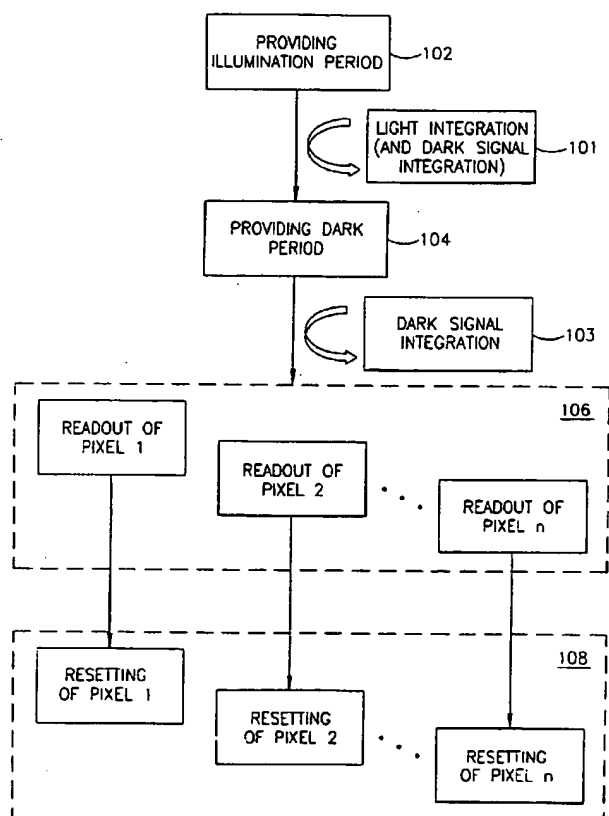 PROVIDING
ILLUMINATION PERIOD
102
LIGHT INTEGRATION
(AND DARK SIGNAL
INTEGRATION)
101
PROVIDING DARK
PERIOD
104
DARK SIGNAL
INTEGRATION
103
106
READOUT OF
PIXEL 1
READOUT OF
PIXEL 2
READOUT OF
PIXEL n
108
RESETTING
OF PIXEL 1
RESETTING
OF PIXEL 2
RESETTING
OF PIXEL n